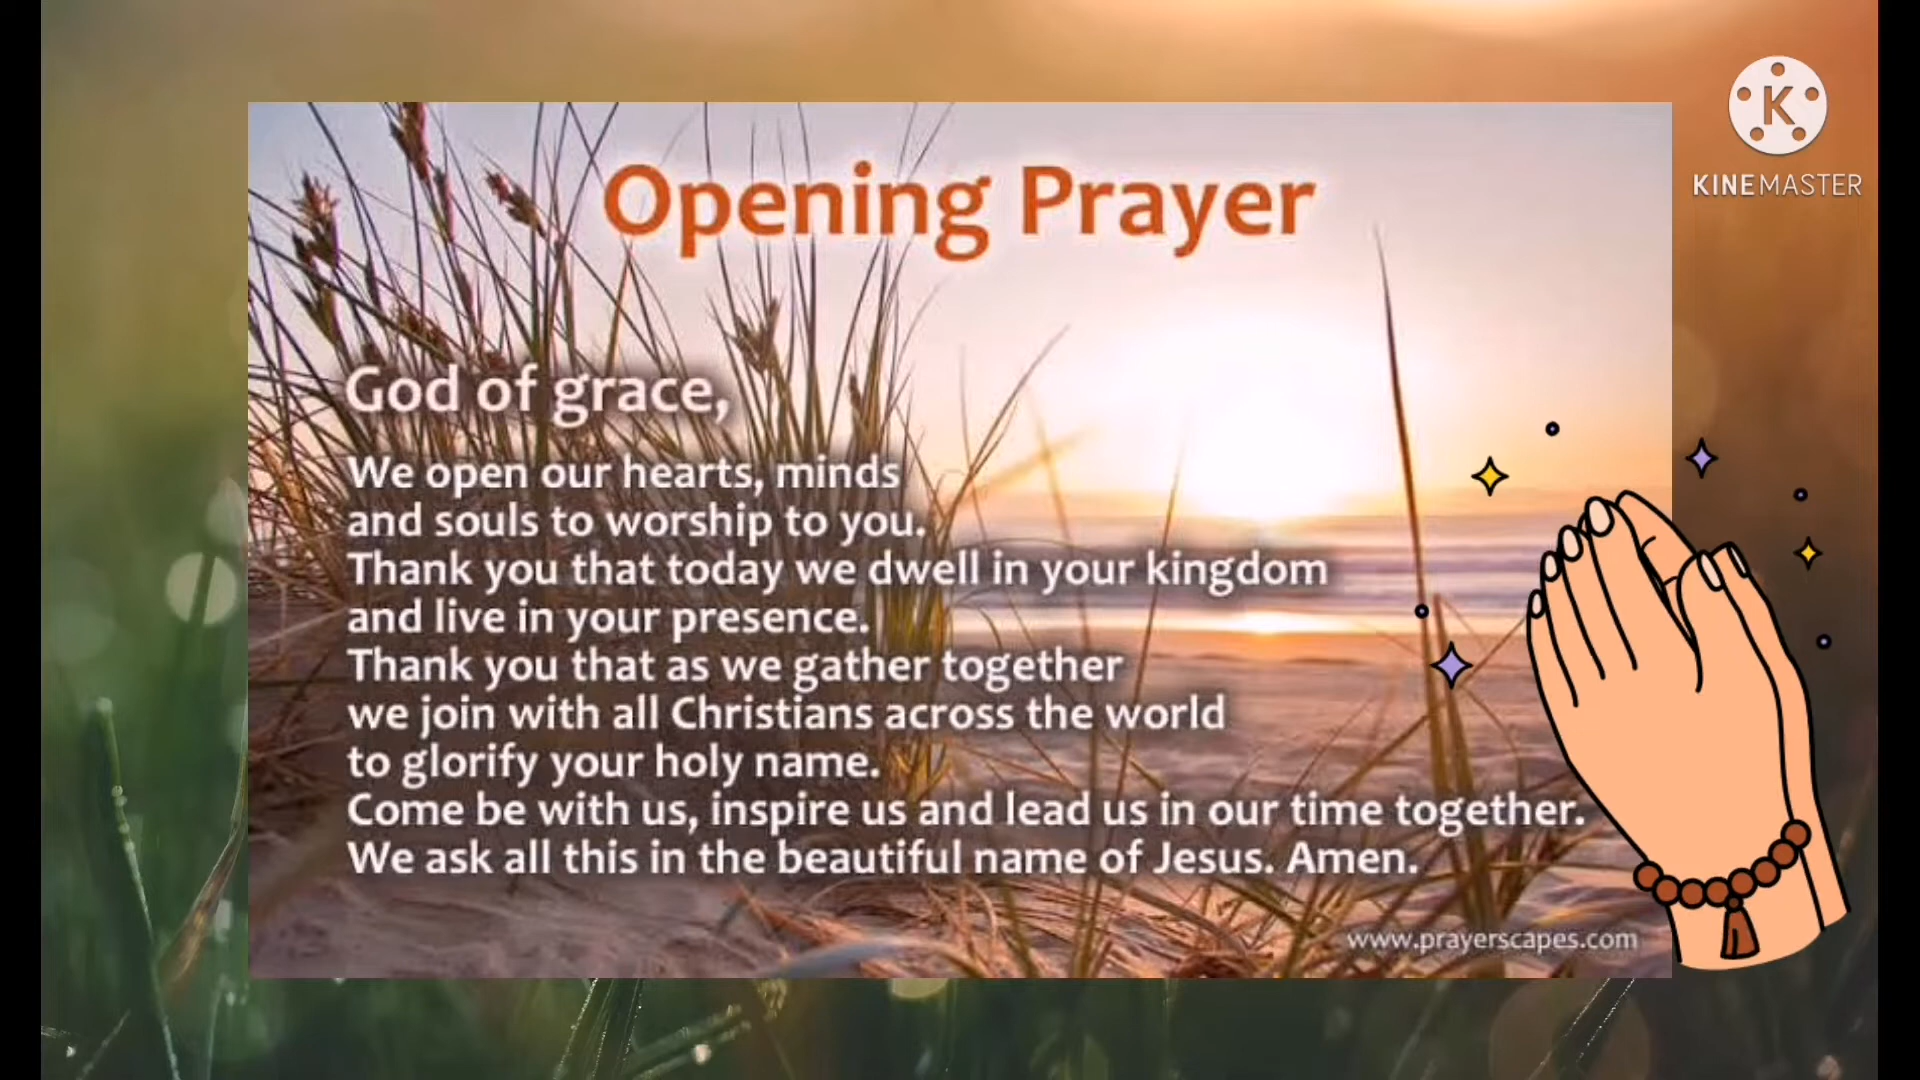 K
KINEMASTER
Opening Prayer
God of grace,
We open our hearts, minds
and souls to worship to you.
Thank you that today we dwell in your kingdom
and live in your presence.
Thank you that as we gather together
we join with all Christians across the world
to glorify your holy name.
Come be with us, inspire us and lead us in our time together.
We ask all this in the beautiful name of Jesus. Amen.
www.prayerscapes.com